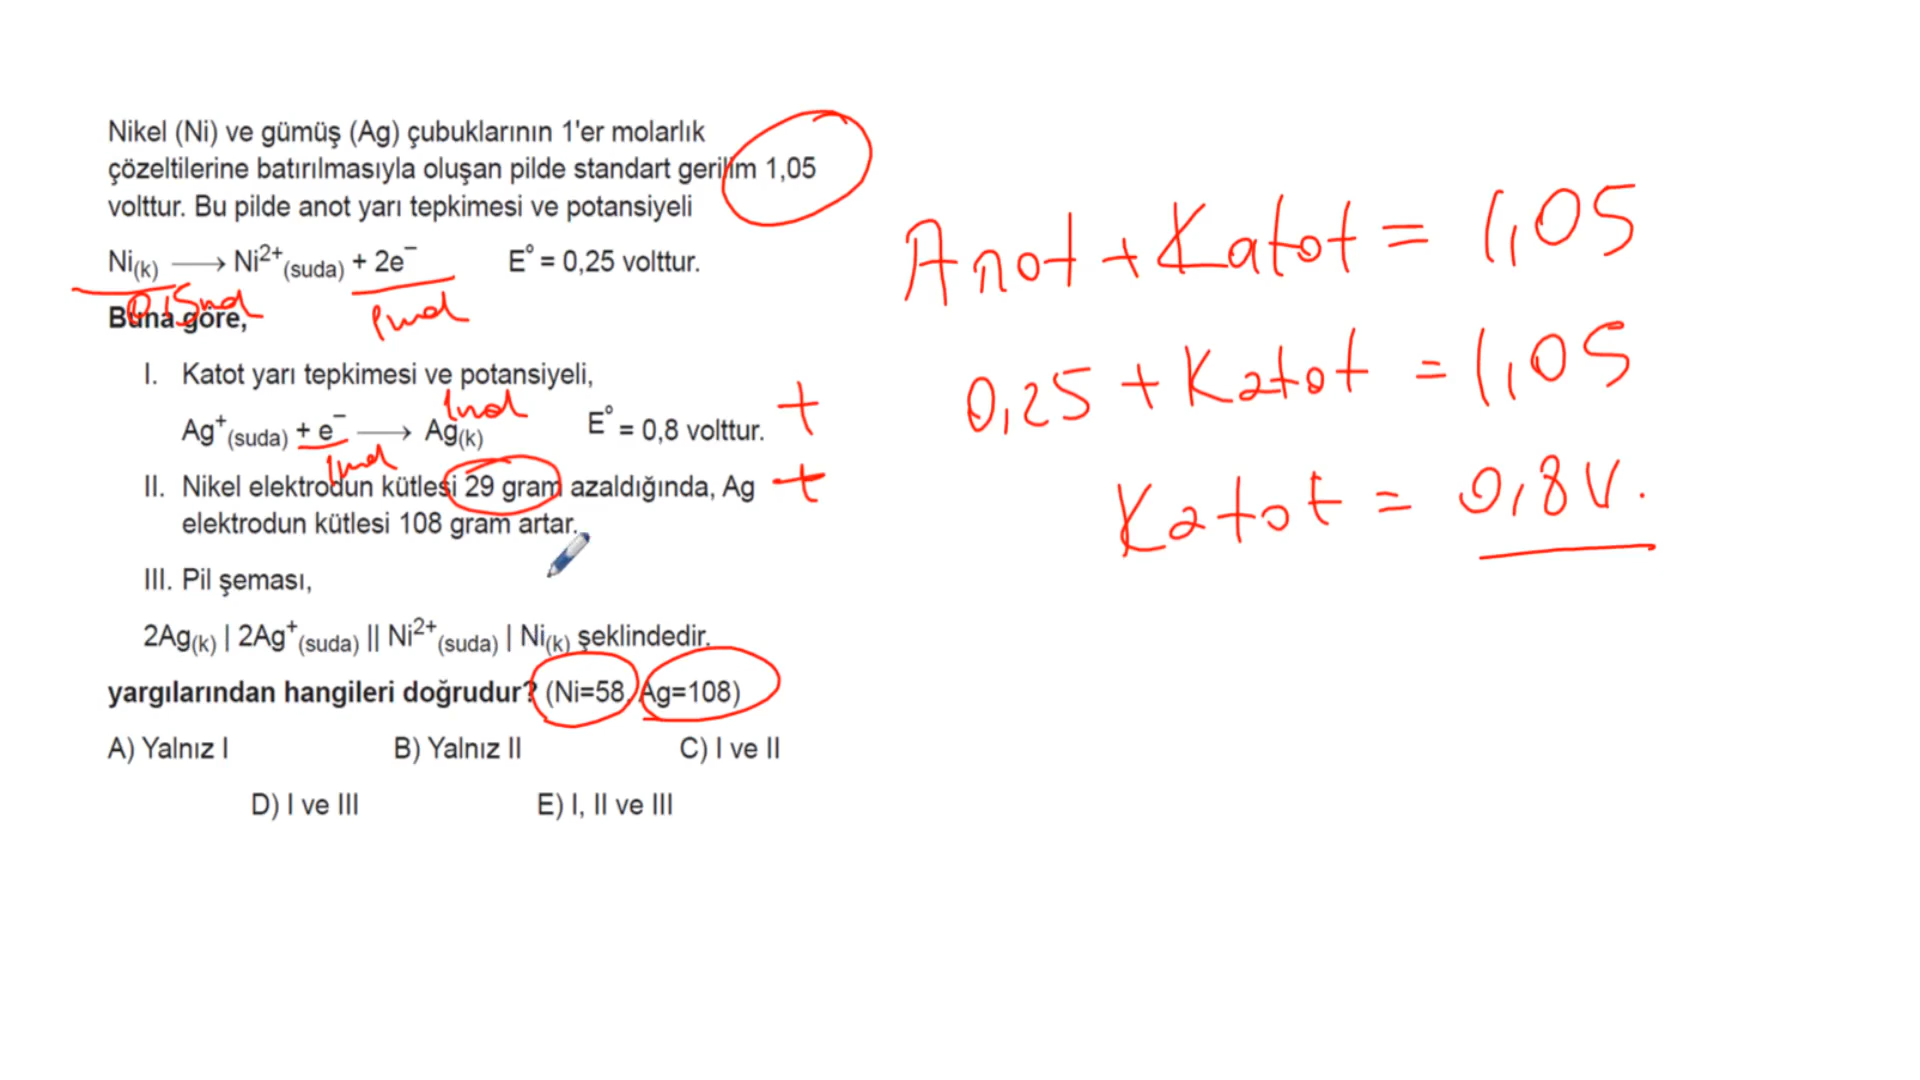 Nikel (Ni) ve gümüş (Ag) çubuklarının 1'er molarlık
çözeltilerine batırılmasıyla oluşan pilde standart gerilim 1,05
volttur. Bu pilde anot yarı tepkimesi ve potansiyeli
Ni(k) ⟶ Ni²⁺(suda) + 2e⁻ E° = 0,25 volttur.
0,5mol 1mol
Buna göre,
I. Katot yarı tepkimesi ve potansiyeli,
1mol
Ag⁺(suda) + e⁻ ⟶ Ag(k) E° = 0,8 volttur. +
1mol
II. Nikel elektrodun kütlesi 29 gram azaldığında, Ag +
elektrodun kütlesi 108 gram artar.
III. Pil şeması,
2Ag(k) | 2Ag⁺(suda) || Ni²⁺(suda) | Ni(k) şeklindedir.
yargılarından hangileri doğrudur? (Ni=58, Ag=108)
A) Yalnız I B) Yalnız II C) I ve II
D) I ve III E) I, II ve III
Anot + Katot = 1,05
0,25 + Katot = 1,05
Katot = 0,8 V.